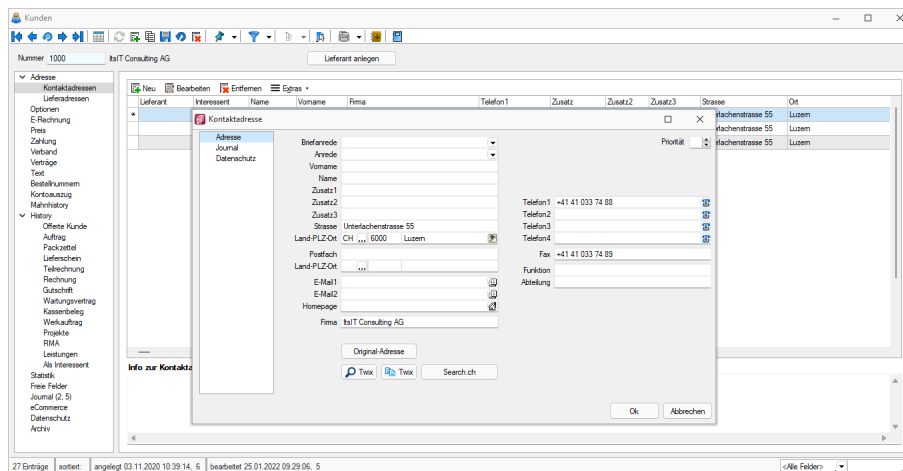 Kunden
Nummer 1000 ItsIT Consulting AG Lieferant anlegen
Adresse
Kontaktadressen
Lieferadressen
Optionen
E-Rechnung
Preis
Zahlung
Verband
Verträge
Text
Bestellnummern
Kontoauszug
Mahnhistory
History
Offerte Kunde
Auftrag
Packzettel
Lieferschein
Teilrechnung
Rechnung
Gutschrift
Wartungsvertrag
Kassenbeleg
Werkauftrag
Projekte
RMA
Leistungen
Als Interessent
Statistik
Freie Felder
Journal (2, 5)
eCommerce
Datenschutz
Archiv
Neu Bearbeiten Entfernen Extras
Lieferant Interessent Name Vorname Firma Telefon1 Zusatz Zusatz2 Zusatz3 Strasse Ort
erlachenstrasse 55 Luzern
erlachenstrasse 55 Luzern
erlachenstrasse 55 Luzern
Info zur Kontakta
Kontaktadresse
Adresse
Journal
Datenschutz
Briefanrede
Anrede
Vorname
Name
Zusatz1
Zusatz2
Zusatz3
Strasse Unterlachenstrasse 55
Land-PLZ-Ort CH ... 6000 Luzern
Postfach
Land-PLZ-Ort ...
E-Mail1
E-Mail2
Homepage
Firma ItsIT Consulting AG
Priorität
Telefon1 +41 41 033 74 88
Telefon2
Telefon3
Telefon4
Fax +41 41 033 74 89
Funktion
Abteilung
Original-Adresse
Twix Twix Search.ch
Ok Abbrechen
27 Einträge sortiert: angelegt 03.11.2020 10:39:14, 6 bearbeitet 25.01.2022 09:29:06, 5 <Alle Felder>